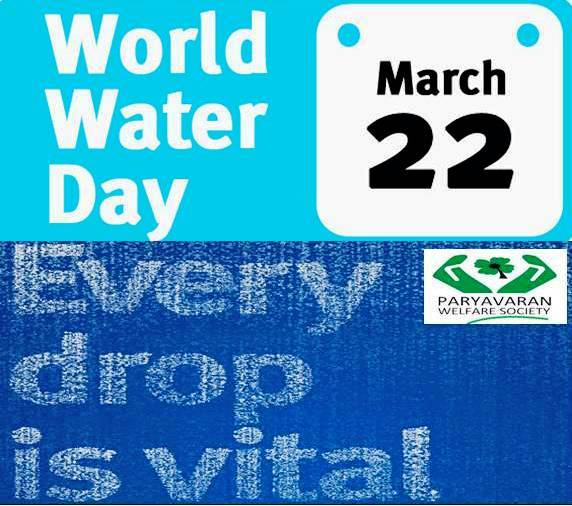 World
Water
Day
March
22
Every
drop
is vital
PARYAVARAN
WELFARE SOCIETY